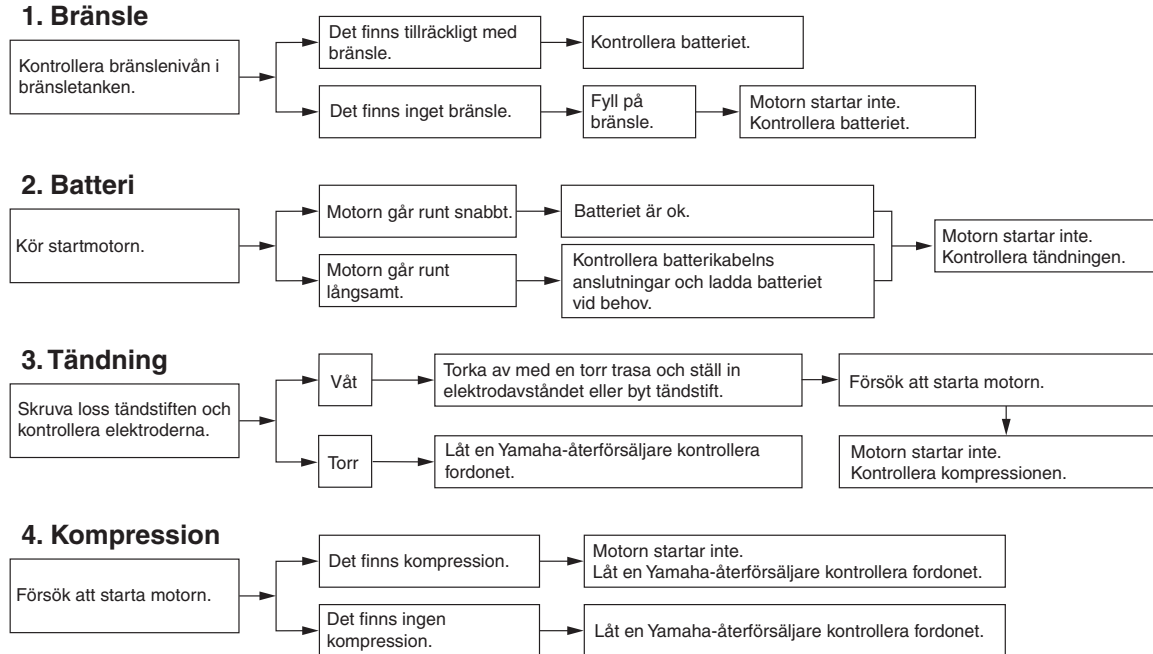 1. Bränsle
Kontrollera bränslenivån i
bränsletanken.
Det finns tillräckligt med
bränsle.
Kontrollera batteriet.
Det finns inget bränsle.
Fyll på
bränsle.
Motorn startar inte.
Kontrollera batteriet.
2. Batteri
Kör startmotorn.
Motorn går runt snabbt.
Batteriet är ok.
Motorn går runt
långsamt.
Kontrollera batterikabelns
anslutningar och ladda batteriet
vid behov.
Motorn startar inte.
Kontrollera tändningen.
3. Tändning
Skruva loss tändstiften och
kontrollera elektroderna.
Våt
Torka av med en torr trasa och ställ in
elektrodavståndet eller byt tändstift.
Försök att starta motorn.
Torr
Låt en Yamaha-återförsäljare kontrollera
fordonet.
Motorn startar inte.
Kontrollera kompressionen.
4. Kompression
Försök att starta motorn.
Det finns kompression.
Motorn startar inte.
Låt en Yamaha-återförsäljare kontrollera fordonet.
Det finns ingen
kompression.
Låt en Yamaha-återförsäljare kontrollera fordonet.